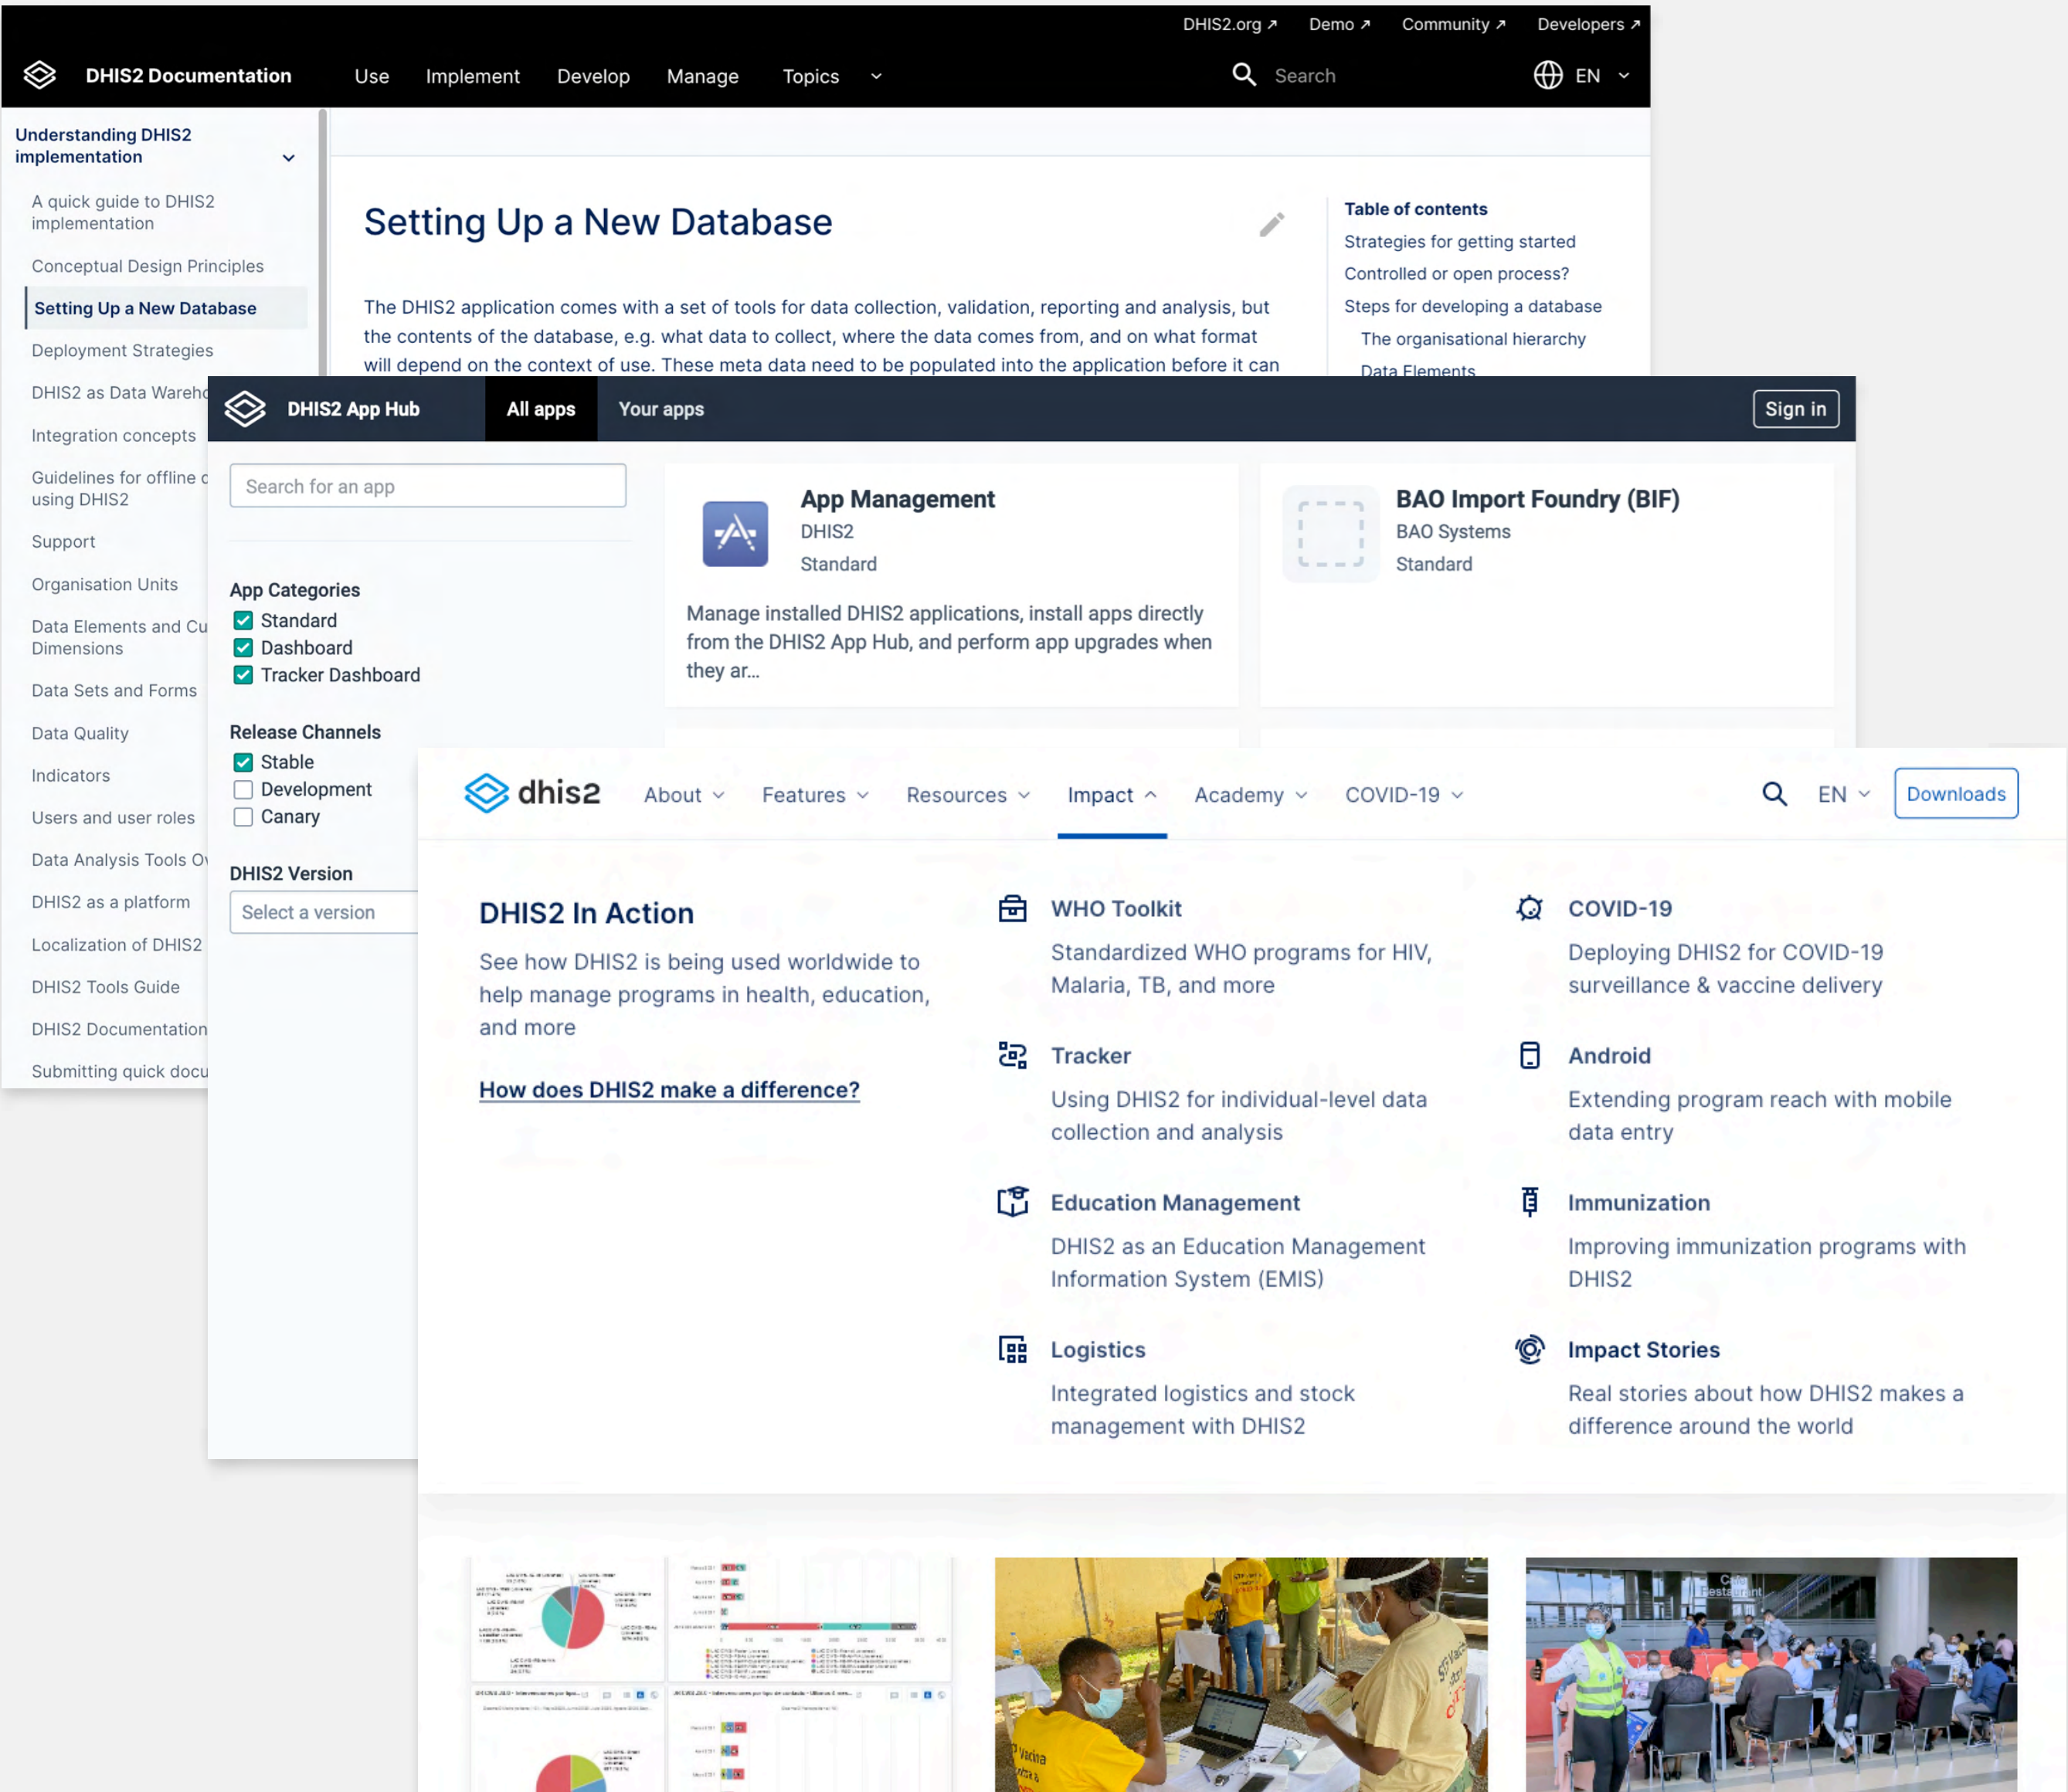 DHIS2.org ↗ Demo ↗ Community ↗ Developers ↗
DHIS2 Documentation Use Implement Develop Manage Topics Search EN
Understanding DHIS2
implementation
A quick guide to DHIS2
implementation
Conceptual Design Principles
Setting Up a New Database
Deployment Strategies
DHIS2 as Data Wareho
Integration concepts
Guidelines for offline
using DHIS2
Support
Organisation Units
Data Elements and Cu
Dimensions
Data Sets and Forms
Data Quality
Indicators
Users and user roles
Data Analysis Tools
DHIS2 as a platform
Localization of DHIS2
DHIS2 Tools Guide
DHIS2 Documentation
Submitting quick docu
Setting Up a New Database
The DHIS2 application comes with a set of tools for data collection, validation, reporting and analysis, but
the contents of the database, e.g. what data to collect, where the data comes from, and on what format
will depend on the context of use. These meta data need to be populated into the application before it can
Table of contents
Strategies for getting started
Controlled or open process?
Steps for developing a database
The organisational hierarchy
Data Elements
DHIS2 App Hub All apps Your apps Sign in
Search for an app
App Categories
Standard
Dashboard
Tracker Dashboard
Release Channels
Stable
Development
Canary
DHIS2 Version
Select a version
App Management
DHIS2
Standard
Manage installed DHIS2 applications, install apps directly
from the DHIS2 App Hub, and perform app upgrades when
they ar...
BAO Import Foundry (BIF)
BAO Systems
Standard
dhis2 About Features Resources Impact Academy COVID-19 EN Downloads
DHIS2 In Action
See how DHIS2 is being used worldwide to
help manage programs in health, education,
and more
How does DHIS2 make a difference?
WHO Toolkit
Standardized WHO programs for HIV,
Malaria, TB, and more
Tracker
Using DHIS2 for individual-level data
collection and analysis
Education Management
DHIS2 as an Education Management
Information System (EMIS)
Logistics
Integrated logistics and stock
management with DHIS2
COVID-19
Deploying DHIS2 for COVID-19
surveillance & vaccine delivery
Android
Extending program reach with mobile
data entry
Immunization
Improving immunization programs with
DHIS2
Impact Stories
Real stories about how DHIS2 makes a
difference around the world
Vacina